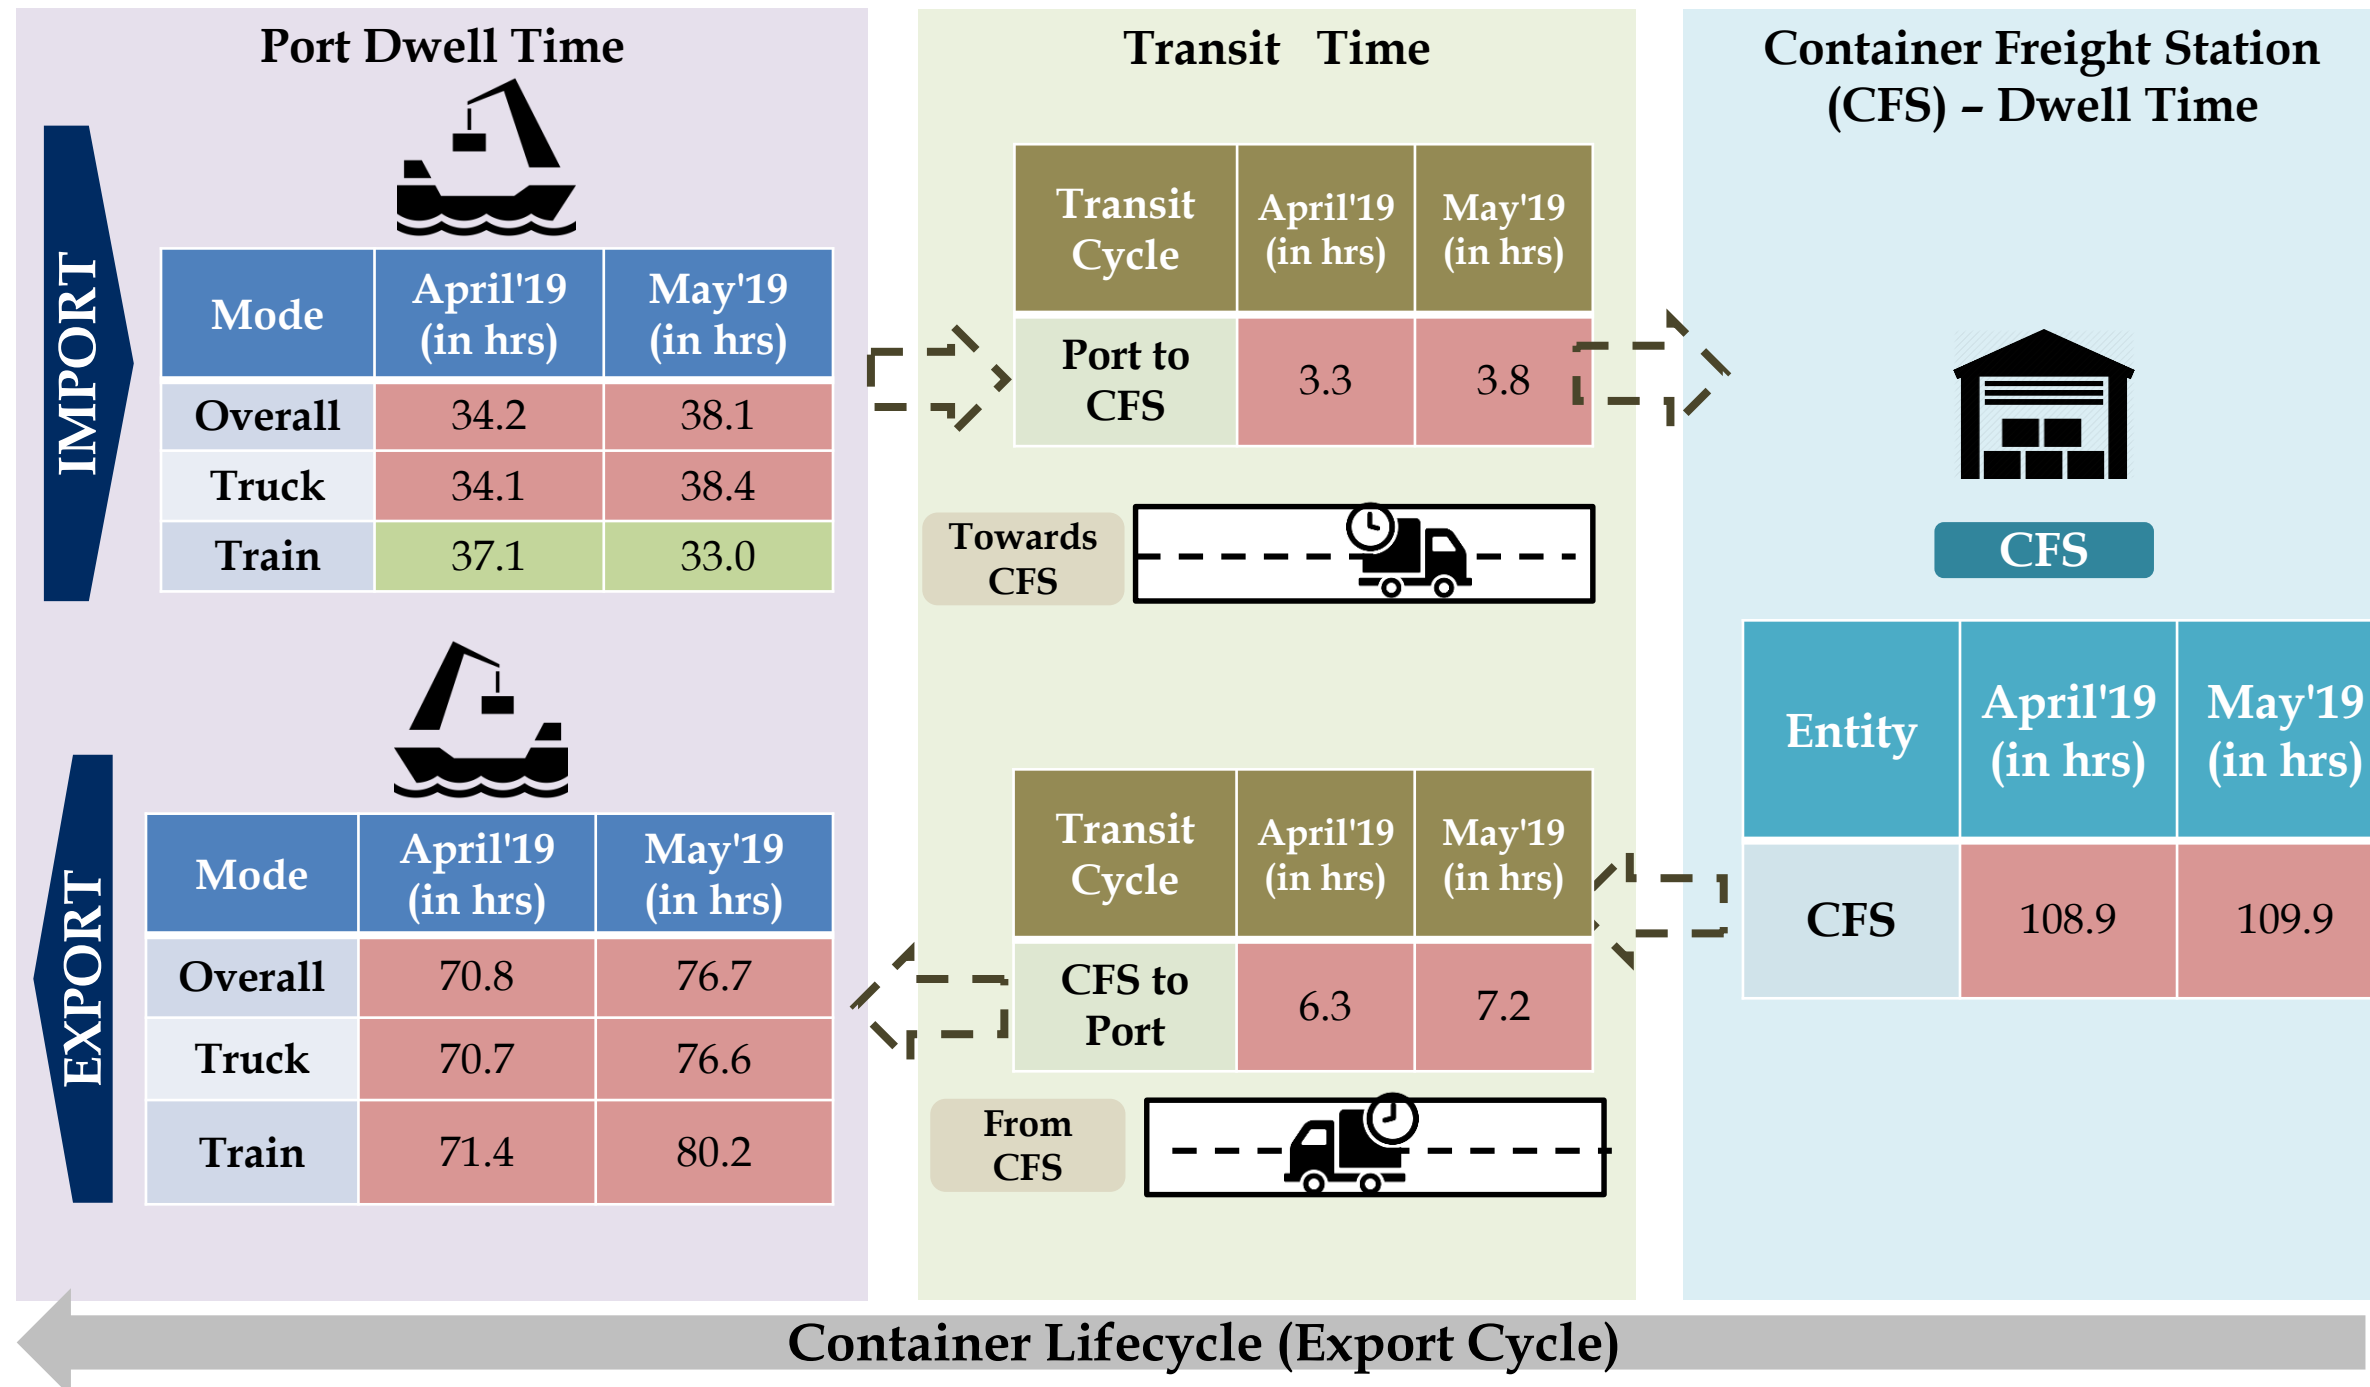 Port Dwell Time
IMPORT
Mode April'19 (in hrs) May'19 (in hrs)
Overall 34.2 38.1
Truck 34.1 38.4
Train 37.1 33.0
EXPORT
Mode April'19 (in hrs) May'19 (in hrs)
Overall 70.8 76.7
Truck 70.7 76.6
Train 71.4 80.2
Transit Time
Transit Cycle April'19 (in hrs) May'19 (in hrs)
Port to CFS 3.3 3.8
Towards
CFS
Transit Cycle April'19 (in hrs) May'19 (in hrs)
CFS to Port 6.3 7.2
From
CFS
Container Freight Station
(CFS) – Dwell Time
CFS
Entity April'19 (in hrs) May'19 (in hrs)
CFS 108.9 109.9
Container Lifecycle (Export Cycle)